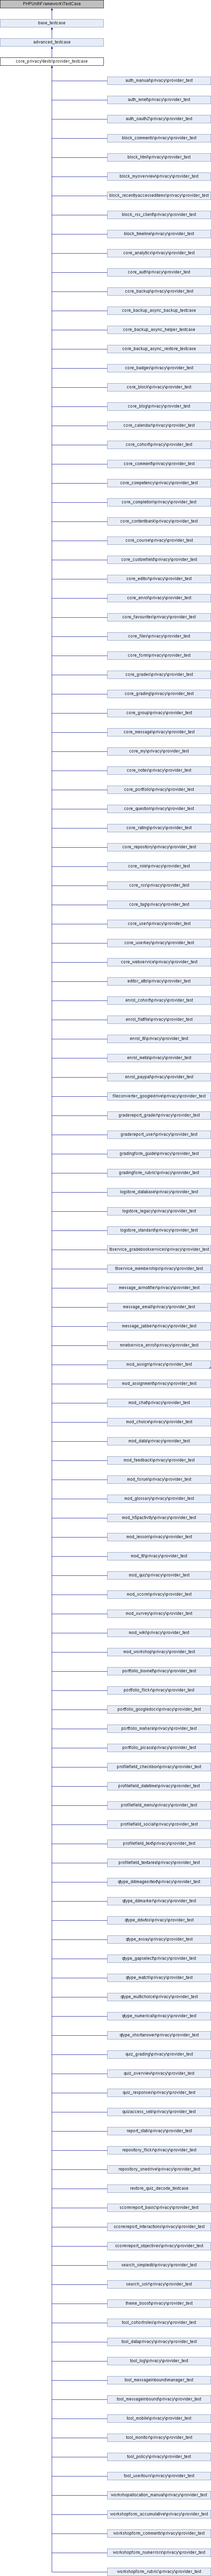 PHPUnit\Framework\TestCase
base_testcase
advanced_testcase
core_privacy\tests\provider_testcase
auth_manual\privacy\provider_test
auth_mnet\privacy\provider_test
auth_oauth2\privacy\provider_test
block_comments\privacy\provider_test
block_html\privacy\provider_test
block_myoverview\privacy\provider_test
block_recentlyaccesseditems\privacy\provider_test
block_rss_client\privacy\provider_test
block_timeline\privacy\provider_test
core_analytics\privacy\provider_test
core_auth\privacy\provider_test
core_backup\privacy\provider_test
core_backup_async_backup_testcase
core_backup_async_helper_testcase
core_backup_async_restore_testcase
core_badges\privacy\provider_test
core_block\privacy\provider_test
core_blog\privacy\provider_test
core_calendar\privacy\provider_test
core_cohort\privacy\provider_test
core_comment\privacy\provider_test
core_competency\privacy\provider_test
core_completion\privacy\provider_test
core_contentbank\privacy\provider_test
core_course\privacy\provider_test
core_customfield\privacy\provider_test
core_editor\privacy\provider_test
core_enrol\privacy\provider_test
core_favourites\privacy\provider_test
core_files\privacy\provider_test
core_form\privacy\provider_test
core_grades\privacy\provider_test
core_grading\privacy\provider_test
core_group\privacy\provider_test
core_message\privacy\provider_test
core_my\privacy\provider_test
core_notes\privacy\provider_test
core_portfolio\privacy\provider_test
core_question\privacy\provider_test
core_rating\privacy\provider_test
core_repository\privacy\provider_test
core_role\privacy\provider_test
core_rss\privacy\provider_test
core_tag\privacy\provider_test
core_user\privacy\provider_test
core_userkey\privacy\provider_test
core_webservice\privacy\provider_test
editor_atto\privacy\provider_test
enrol_cohort\privacy\provider_test
enrol_flatfile\privacy\provider_test
enrol_lti\privacy\provider_test
enrol_meta\privacy\provider_test
enrol_paypal\privacy\provider_test
fileconverter_googledrive\privacy\provider_test
gradereport_grader\privacy\provider_test
gradereport_user\privacy\provider_test
gradingform_guide\privacy\provider_test
gradingform_rubric\privacy\provider_test
logstore_database\privacy\provider_test
logstore_legacy\privacy\provider_test
logstore_standard\privacy\provider_test
ltiservice_gradebookservices\privacy\provider_test
ltiservice_memberships\privacy\provider_test
message_airnotifier\privacy\provider_test
message_email\privacy\provider_test
message_jabber\privacy\provider_test
mnetservice_enrol\privacy\provider_test
mod_assign\privacy\provider_test
mod_assignment\privacy\provider_test
mod_chat\privacy\provider_test
mod_choice\privacy\provider_test
mod_data\privacy\provider_test
mod_feedback\privacy\provider_test
mod_forum\privacy\provider_test
mod_glossary\privacy\provider_test
mod_h5pactivity\privacy\provider_test
mod_lesson\privacy\provider_test
mod_lti\privacy\provider_test
mod_quiz\privacy\provider_test
mod_scorm\privacy\provider_test
mod_survey\privacy\provider_test
mod_wiki\privacy\provider_test
mod_workshop\privacy\provider_test
portfolio_boxnet\privacy\provider_test
portfolio_flickr\privacy\provider_test
portfolio_googledocs\privacy\provider_test
portfolio_mahara\privacy\provider_test
portfolio_picasa\privacy\provider_test
profilefield_checkbox\privacy\provider_test
profilefield_datetime\privacy\provider_test
profilefield_menu\privacy\provider_test
profilefield_social\privacy\provider_test
profilefield_text\privacy\provider_test
profilefield_textarea\privacy\provider_test
qtype_ddimageortext\privacy\provider_test
qtype_ddmarker\privacy\provider_test
qtype_ddwtos\privacy\provider_test
qtype_essay\privacy\provider_test
qtype_gapselect\privacy\provider_test
qtype_match\privacy\provider_test
qtype_multichoice\privacy\provider_test
qtype_numerical\privacy\provider_test
qtype_shortanswer\privacy\provider_test
quiz_grading\privacy\provider_test
quiz_overview\privacy\provider_test
quiz_responses\privacy\provider_test
quizaccess_seb\privacy\provider_test
report_stats\privacy\provider_test
repository_flickr\privacy\provider_test
repository_onedrive\privacy\provider_test
restore_quiz_decode_testcase
scormreport_basic\privacy\provider_test
scormreport_interactions\privacy\provider_test
scormreport_objectives\privacy\provider_test
search_simpledb\privacy\provider_test
search_solr\privacy\provider_test
theme_boost\privacy\provider_test
tool_cohortroles\privacy\provider_test
tool_dataprivacy\privacy\provider_test
tool_log\privacy\provider_test
tool_messageinbound\manager_test
tool_messageinbound\privacy\provider_test
tool_mobile\privacy\provider_test
tool_monitor\privacy\provider_test
tool_policy\privacy\provider_test
tool_usertours\privacy\provider_test
workshopallocation_manual\privacy\provider_test
workshopform_accumulative\privacy\provider_test
workshopform_comments\privacy\provider_test
workshopform_numerrors\privacy\provider_test
workshopform_rubric\privacy\provider_test